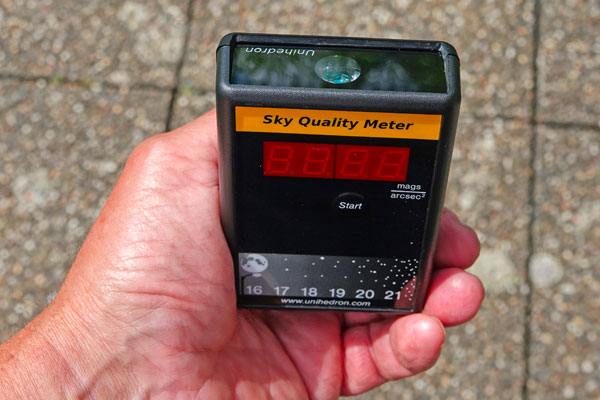 Unihedron
Sky Quality Meter
mags
arcsec²
Start
16 17 18 19 20 21
www.unihedron.com